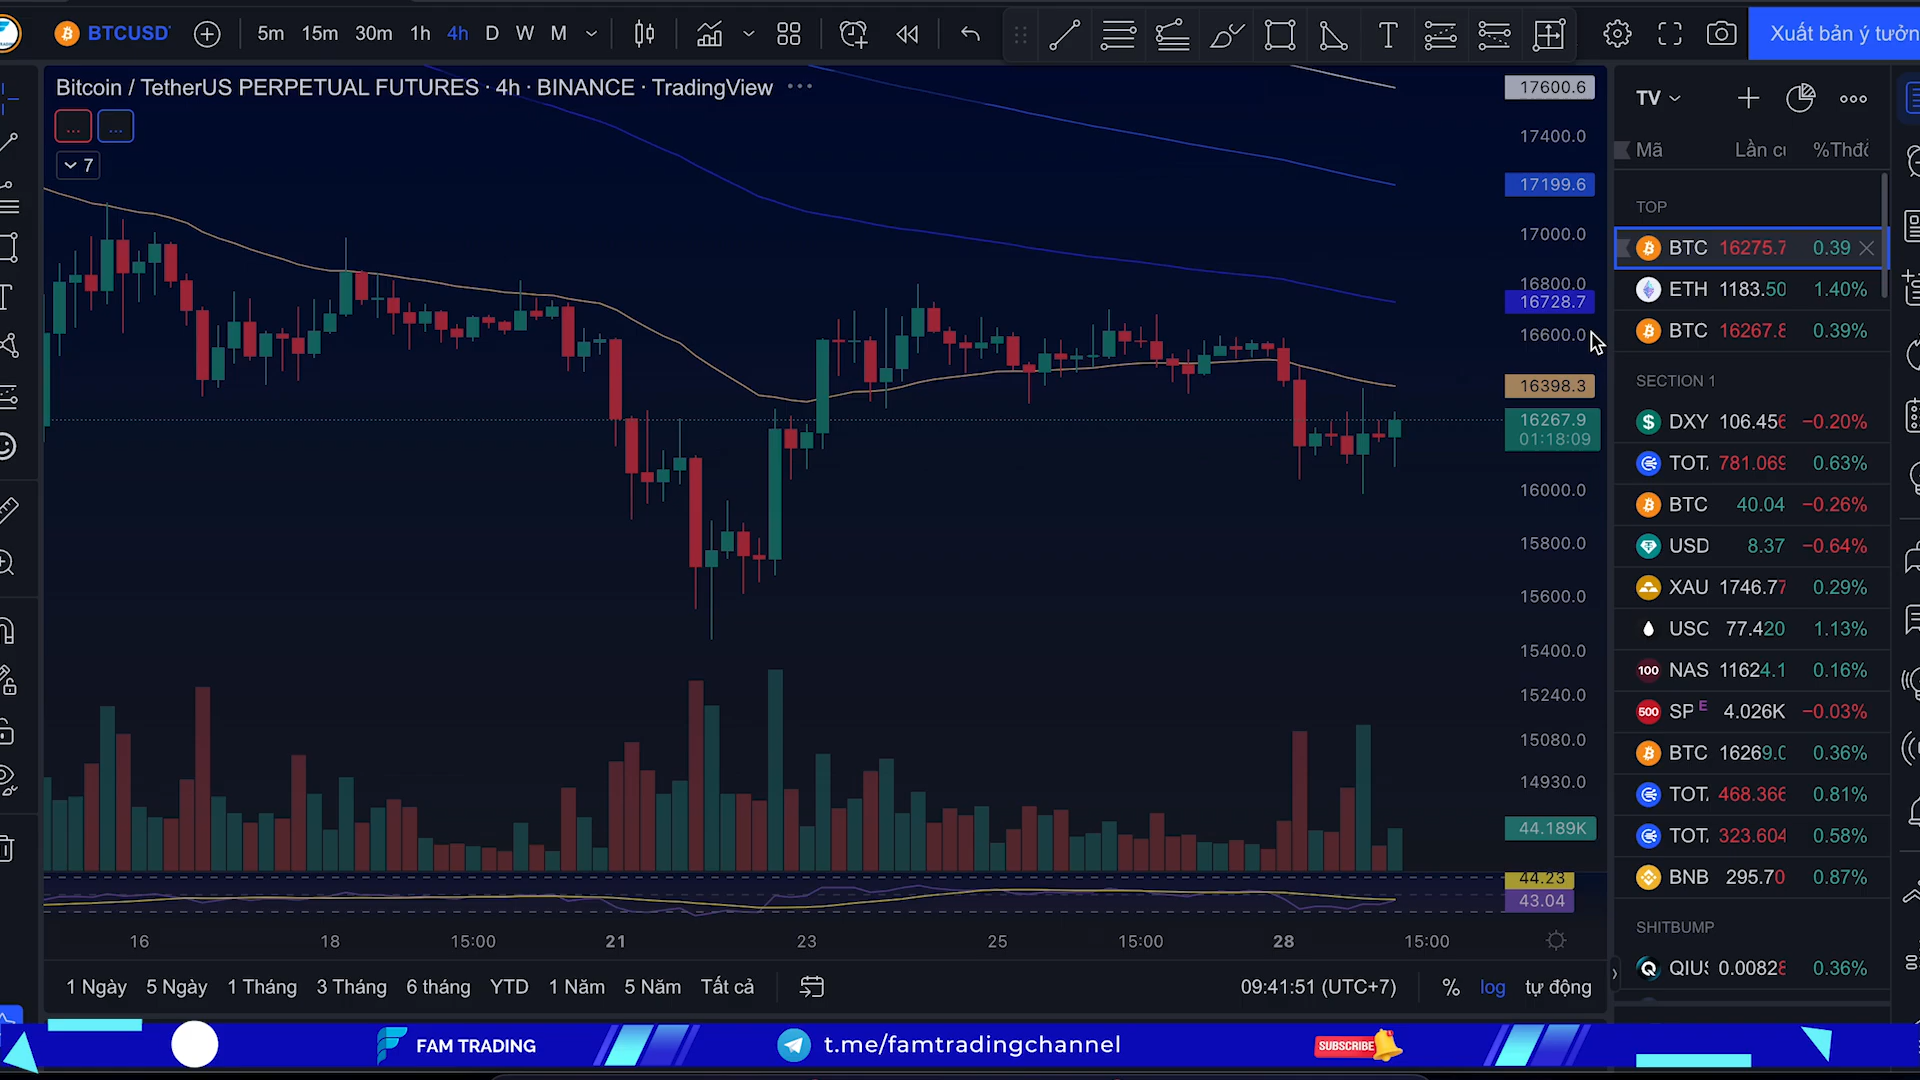 BTCUSD
5m 15m 30m 1h 4h D W M
Xuất bản ý tưởn
Bitcoin / TetherUS PERPETUAL FUTURES · 4h · BINANCE · TradingView ...
... ...
7
17600.6
17400.0
17199.6
17000.0
16800.0
16728.7
16600.0
16398.3
16267.9
01:18:09
16000.0
15800.0
15600.0
15400.0
15240.0
15080.0
14930.0
44.189K
44.23
43.04
16 18 15:00 21 23 25 15:00 28 15:00
1 Ngày 5 Ngày 1 Tháng 3 Tháng 6 tháng YTD 1 Năm 5 Năm Tất cả
09:41:51 (UTC+7) % log tự động
TV
Mã Lần cu %Thđổ
TOP
BTC 16275.7 0.39
ETH 1183.50 1.40%
BTC 16267.8 0.39%
SECTION 1
DXY 106.456 −0.20%
TOT. 781.069 0.63%
BTC 40.04 −0.26%
USD 8.37 −0.64%
XAU 1746.77 0.29%
USC 77.420 1.13%
100 NAS 11624.1 0.16%
500 SP E 4.026K −0.03%
BTC 16269.0 0.36%
TOT. 468.366 0.81%
TOT. 323.604 0.58%
BNB 295.70 0.87%
SHITBUMP
QIUS 0.00828 0.36%
FAM TRADING
t.me/famtradingchannel
SUBSCRIBE